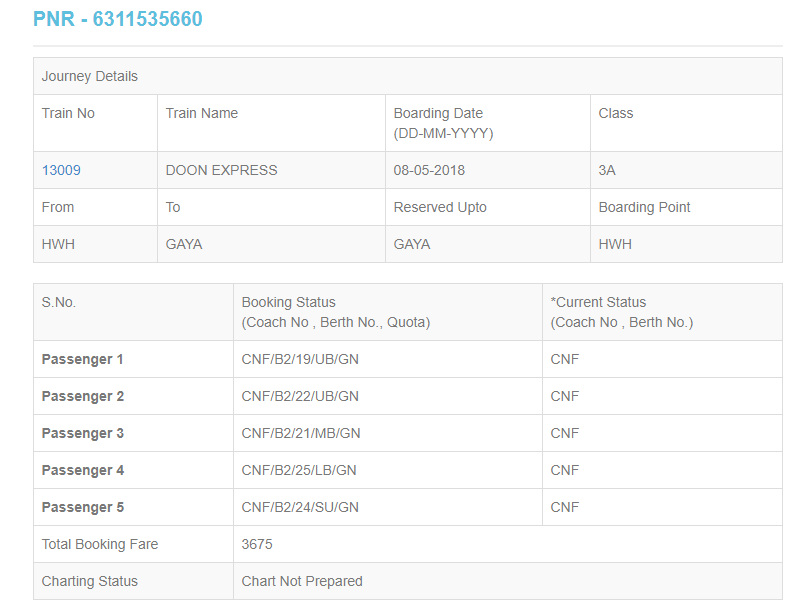 PNR - 6311535660
Journey Details
Train No Train Name Boarding Date (DD-MM-YYYY) Class
13009 DOON EXPRESS 08-05-2018 3A
From To Reserved Upto Boarding Point
HWH GAYA GAYA HWH
S.No. Booking Status (Coach No , Berth No., Quota) *Current Status (Coach No , Berth No.)
Passenger 1 CNF/B2/19/UB/GN CNF
Passenger 2 CNF/B2/22/UB/GN CNF
Passenger 3 CNF/B2/21/MB/GN CNF
Passenger 4 CNF/B2/25/LB/GN CNF
Passenger 5 CNF/B2/24/SU/GN CNF
Total Booking Fare 3675
Charting Status Chart Not Prepared